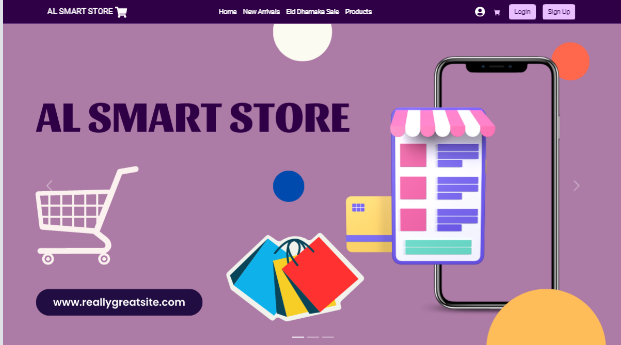 AL SMART STORE
Home New Arrivals Eid Dhamaka Sale Products
Login Sign Up
AL SMART STORE
www.reallygreatsite.com